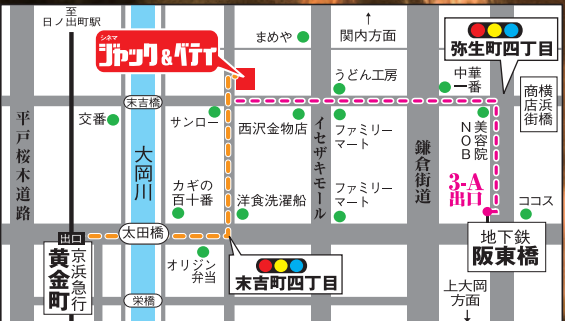 至
日ノ出町駅
シネマ
ジャック&ベティ
まめや
↑
関内方面
弥生町四丁目
うどん工房
中華
一番
横浜橋
商店街
末吉橋
交番
サンロー
西沢金物店
ファミリー
マート
美容院
NOB
平戸桜木道路
大岡川
イセザキモール
鎌倉街道
カギの
百十番
洋食洗濯船
ファミリー
マート
3-A
出口
ココス
太田橋
出口
京浜急行
黄金町
オリジン
弁当
末吉町四丁目
地下鉄
阪東橋
栄橋
上大岡
方面
↓